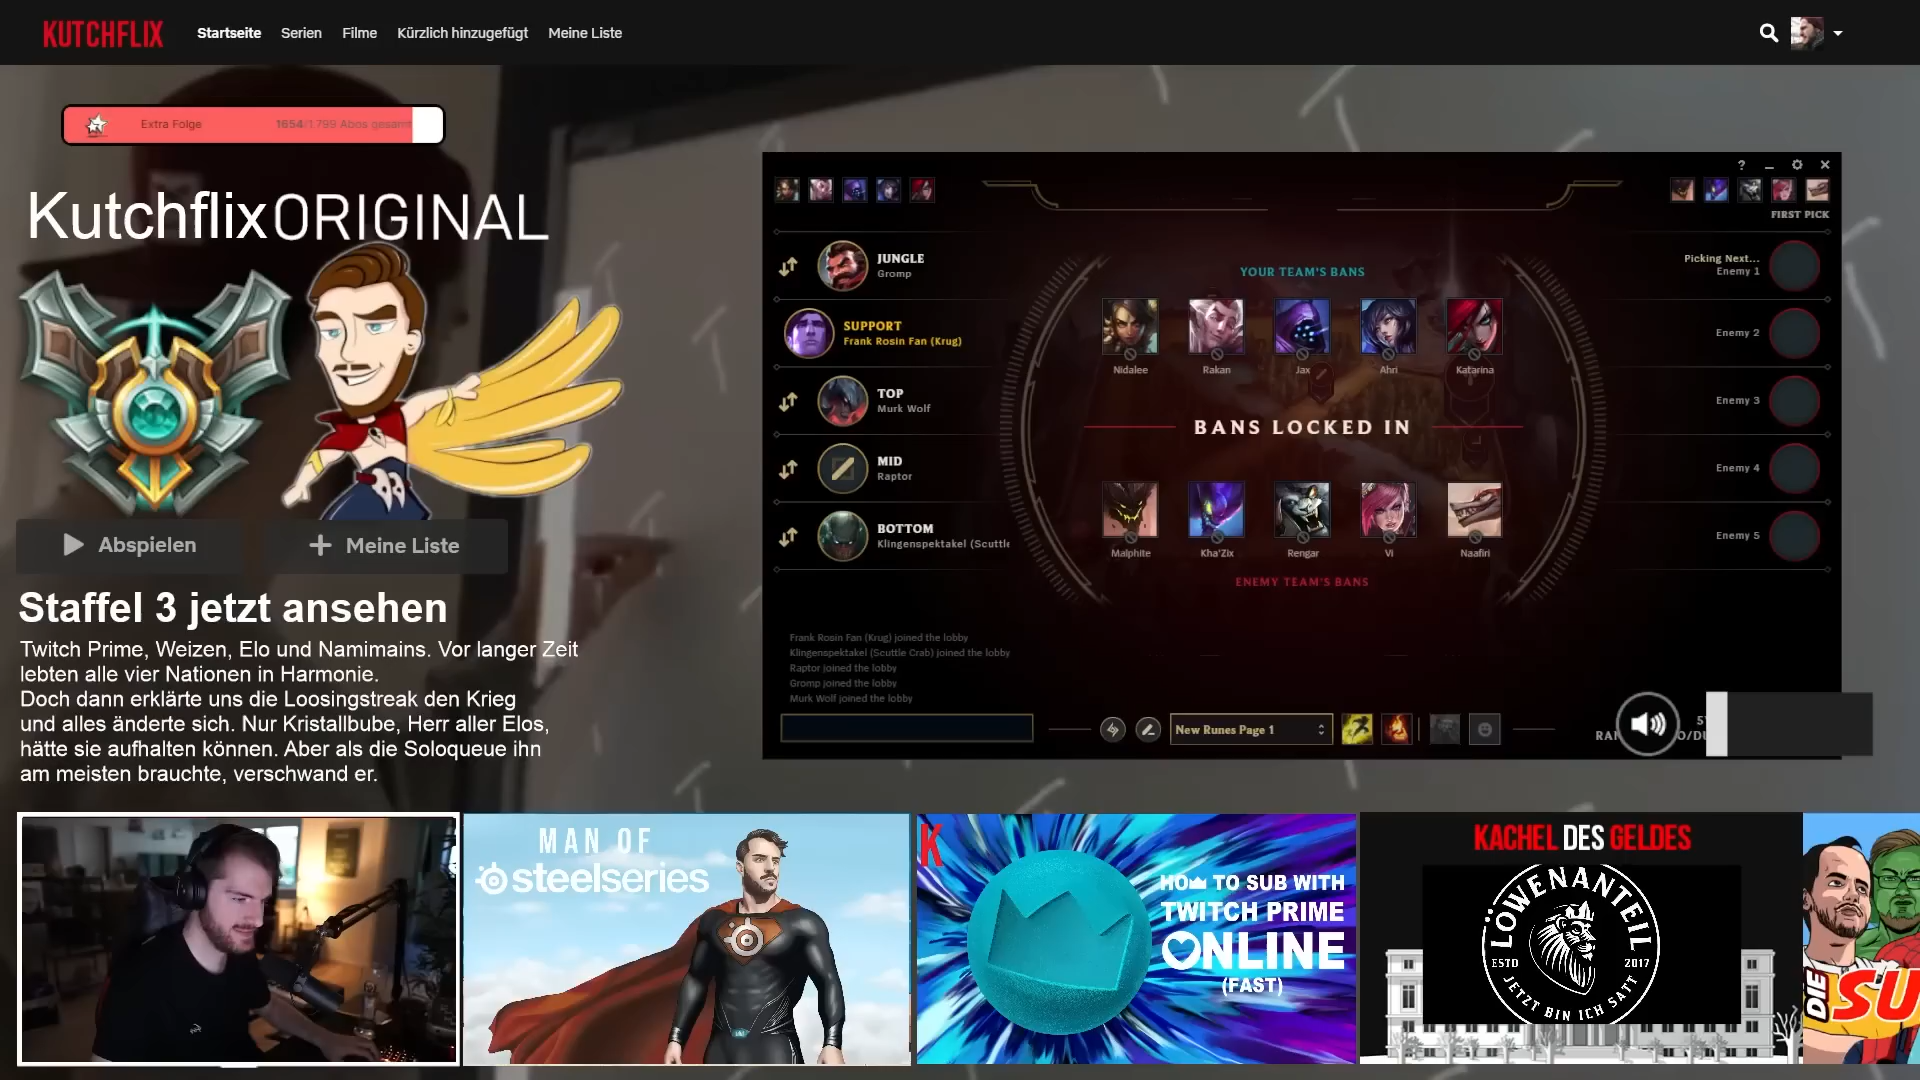 KUTCHFLIX
Startseite
Serien
Filme
Kürzlich hinzugefügt
Meine Liste
Extra Folge
1654/1799 Abos gesamt
KutchflixORIGINAL
Abspielen
Meine Liste
Staffel 3 jetzt ansehen
Twitch Prime, Weizen, Elo und Namimains. Vor langer Zeit
lebten alle vier Nationen in Harmonie.
Doch dann erklärte uns die Loosingstreak den Krieg
und alles änderte sich. Nur Kristallbube, Herr aller Elos,
hätte sie aufhalten können. Aber als die Soloqueue ihn
am meisten brauchte, verschwand er.
FIRST PICK
JUNGLE
Gromp
SUPPORT
Frank Rosin Fan (Krug)
TOP
Murk Wolf
MID
Raptor
BOTTOM
Klingenspektakel (Scuttle
YOUR TEAM'S BANS
Nidalee
Rakan
Jax
Ahri
Katarina
BANS LOCKED IN
Malphite
Kha'Zix
Rengar
Vi
Naafiri
ENEMY TEAM'S BANS
Picking Next...
Enemy 1
Enemy 2
Enemy 3
Enemy 4
Enemy 5
Frank Rosin Fan (Krug) joined the lobby
Klingenspektakel (Scuttle Crab) joined the lobby
Raptor joined the lobby
Gromp joined the lobby
Murk Wolf joined the lobby
New Runes Page 1
MAN OF
steelseries
K
HOW TO SUB WITH
TWITCH PRIME
ONLINE
(FAST)
KACHEL DES GELDES
LÖWENANTEIL
ESTD 2017
JETZT BIN ICH SATT
DIE
SU